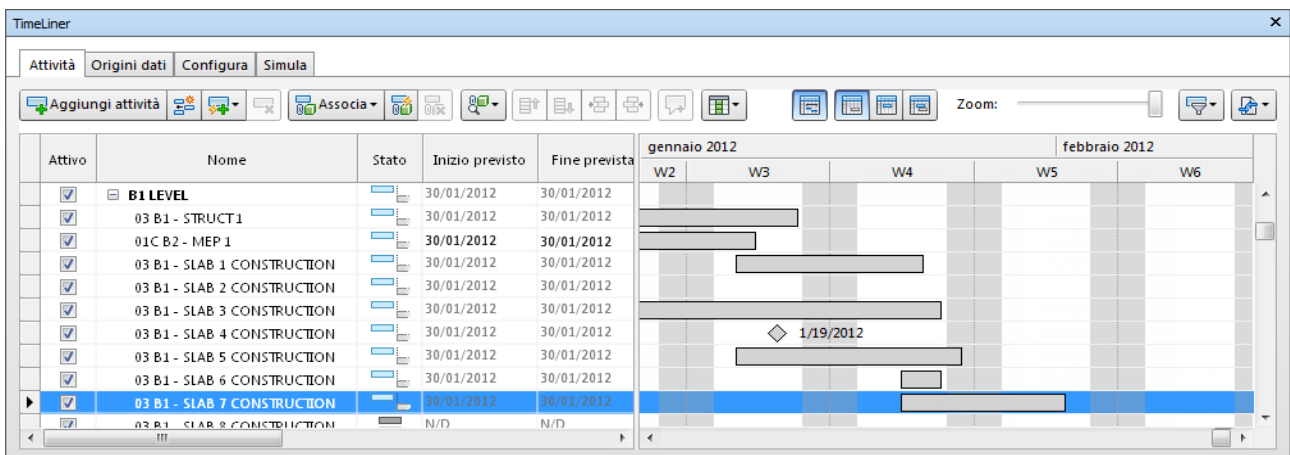 TimeLiner
Attività Origini dati Configura Simula
Aggiungi attività Associa Zoom:
Attivo Nome Stato Inizio previsto Fine prevista gennaio 2012 febbraio 2012
W2 W3 W4 W5 W6
B1 LEVEL 30/01/2012 30/01/2012
03 B1 - STRUCT 1 30/01/2012 30/01/2012
01C B2 - MEP 1 30/01/2012 30/01/2012
03 B1 - SLAB 1 CONSTRUCTION 30/01/2012 30/01/2012
03 B1 - SLAB 2 CONSTRUCTION 30/01/2012 30/01/2012
03 B1 - SLAB 3 CONSTRUCTION 30/01/2012 30/01/2012
03 B1 - SLAB 4 CONSTRUCTION 30/01/2012 30/01/2012 1/19/2012
03 B1 - SLAB 5 CONSTRUCTION 30/01/2012 30/01/2012
03 B1 - SLAB 6 CONSTRUCTION 30/01/2012 30/01/2012
03 B1 - SLAB 7 CONSTRUCTION 30/01/2012 30/01/2012
03 B1 - SLAB 8 CONSTRUCTION N/D N/D